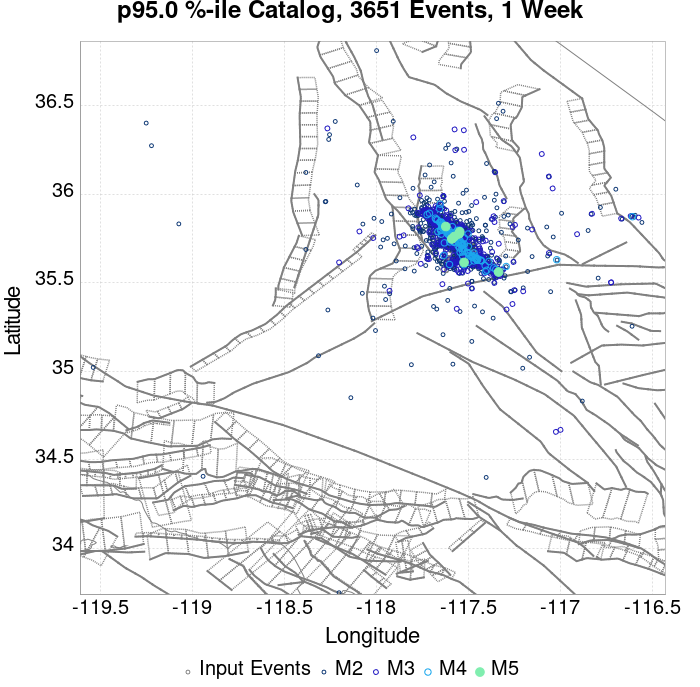 p95.0 %-ile Catalog, 3651 Events, 1 Week
36.5
36
35.5
35
34.5
34
Latitude
-119.5 -119 -118.5 -118 -117.5 -117 -116.5
Longitude
Input Events M2 M3 M4 M5